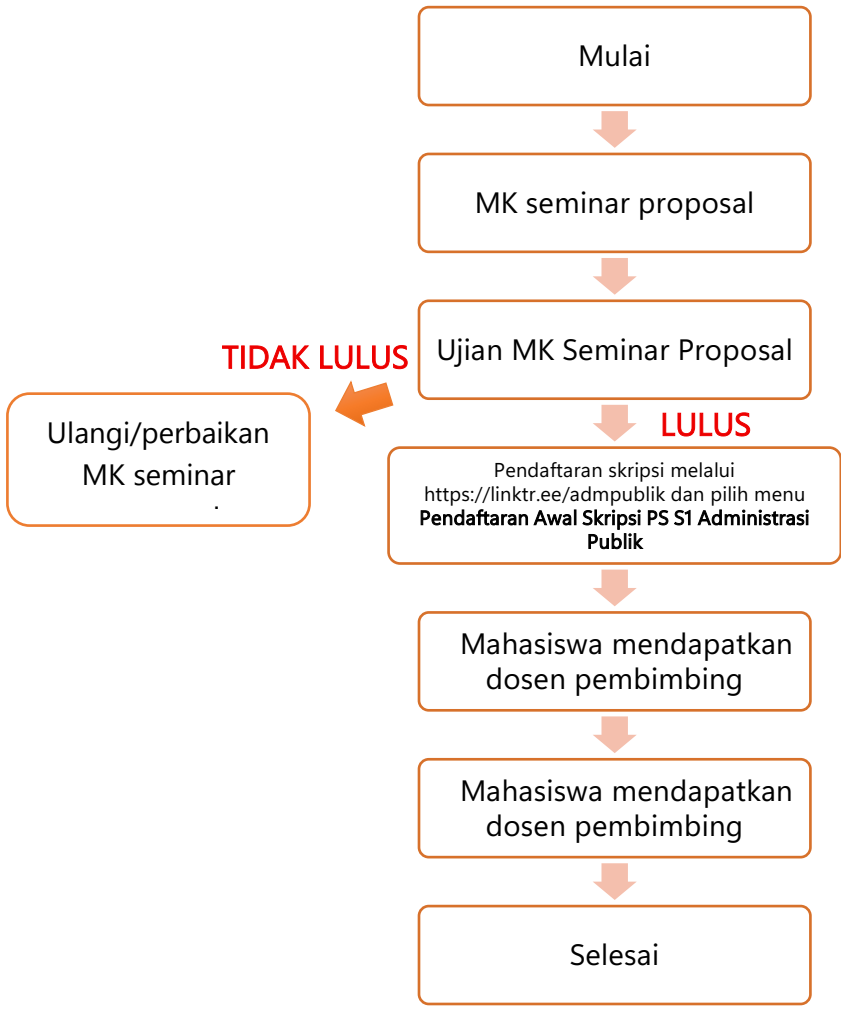 Mulai
MK seminar proposal
Ujian MK Seminar Proposal
TIDAK LULUS
LULUS
Ulangi/perbaikan
MK seminar
Pendaftaran skripsi melalui
https://linktr.ee/admpublik dan pilih menu
Pendaftaran Awal Skripsi PS S1 Administrasi
Publik
Mahasiswa mendapatkan
dosen pembimbing
Mahasiswa mendapatkan
dosen pembimbing
Selesai